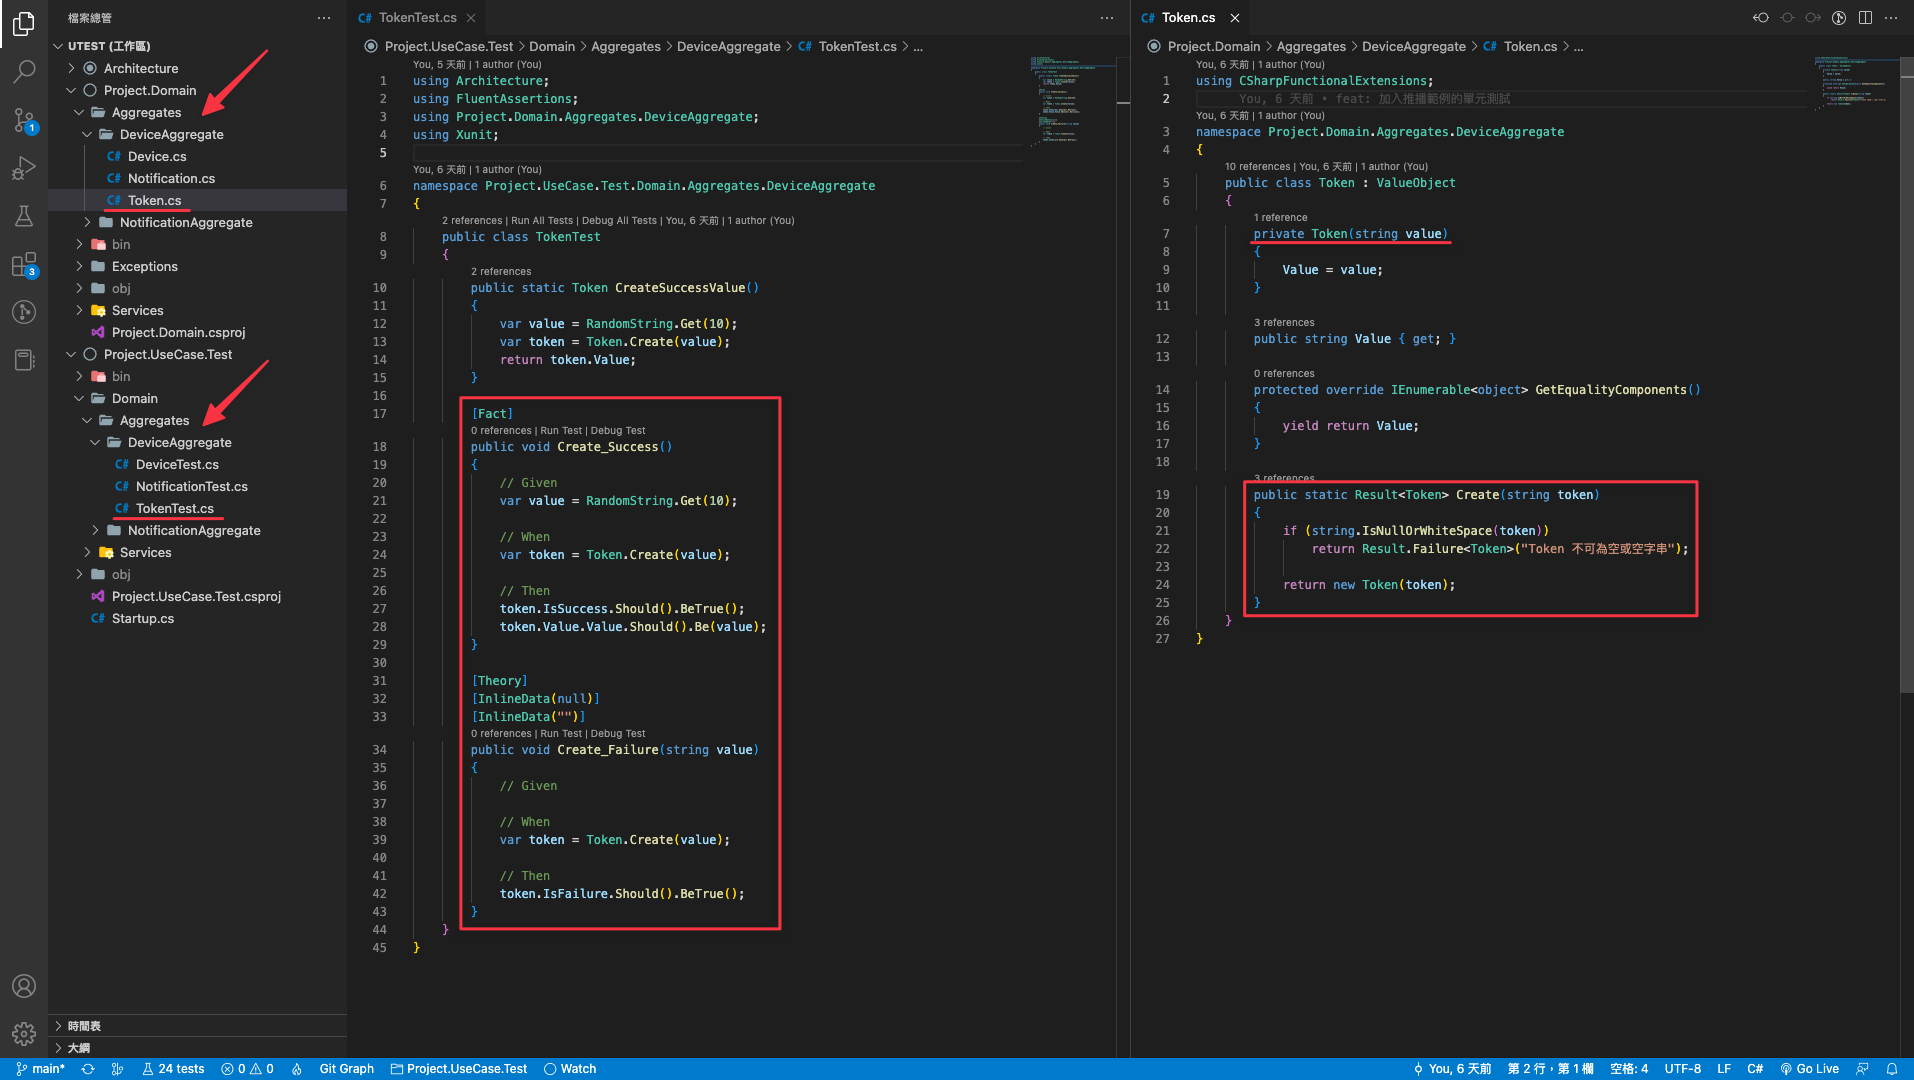 檔案總管
UTEST (工作區)
Architecture
Project.Domain
Aggregates
DeviceAggregate
C# Device.cs
C# Notification.cs
C# Token.cs
NotificationAggregate
bin
Exceptions
obj
Services
Project.Domain.csproj
Project.UseCase.Test
bin
Domain
Aggregates
DeviceAggregate
C# DeviceTest.cs
C# NotificationTest.cs
C# TokenTest.cs
NotificationAggregate
Services
obj
Project.UseCase.Test.csproj
C# Startup.cs
時間表
大綱
1
3
C# TokenTest.cs
Project.UseCase.Test > Domain > Aggregates > DeviceAggregate > C# TokenTest.cs > ...
You, 5 天前 | 1 author (You)
1 using Architecture;
2 using FluentAssertions;
3 using Project.Domain.Aggregates.DeviceAggregate;
4 using Xunit;
5
You, 6 天前 | 1 author (You)
6 namespace Project.UseCase.Test.Domain.Aggregates.DeviceAggregate
7 {
2 references | Run All Tests | Debug All Tests | You, 6 天前 | 1 author (You)
8 public class TokenTest
9 {
2 references
10 public static Token CreateSuccessValue()
11 {
12 var value = RandomString.Get(10);
13 var token = Token.Create(value);
14 return token.Value;
15 }
16
17 [Fact]
0 references | Run Test | Debug Test
18 public void Create_Success()
19 {
20 // Given
21 var value = RandomString.Get(10);
22
23 // When
24 var token = Token.Create(value);
25
26 // Then
27 token.IsSuccess.Should().BeTrue();
28 token.Value.Value.Should().Be(value);
29 }
30
31 [Theory]
32 [InlineData(null)]
33 [InlineData("")]
0 references | Run Test | Debug Test
34 public void Create_Failure(string value)
35 {
36 // Given
37
38 // When
39 var token = Token.Create(value);
40
41 // Then
42 token.IsFailure.Should().BeTrue();
43 }
44 }
45 }
C# Token.cs
Project.Domain > Aggregates > DeviceAggregate > C# Token.cs > ...
You, 6 天前 | 1 author (You)
1 using CSharpFunctionalExtensions;
2 You, 6 天前 • feat: 加入推播範例的單元測試
You, 6 天前 | 1 author (You)
3 namespace Project.Domain.Aggregates.DeviceAggregate
4 {
10 references | You, 6 天前 | 1 author (You)
5 public class Token : ValueObject
6 {
1 reference
7 private Token(string value)
8 {
9 Value = value;
10 }
11
3 references
12 public string Value { get; }
13
0 references
14 protected override IEnumerable<object> GetEqualityComponents()
15 {
16 yield return Value;
17 }
18
3 references
19 public static Result<Token> Create(string token)
20 {
21 if (string.IsNullOrWhiteSpace(token))
22 return Result.Failure<Token>("Token 不可為空或空字串");
23
24 return new Token(token);
25 }
26 }
27 }
main* 24 tests 0 0 Git Graph Project.UseCase.Test Watch You, 6 天前 第 2 行，第 1 欄 空格: 4 UTF-8 LF C# Go Live